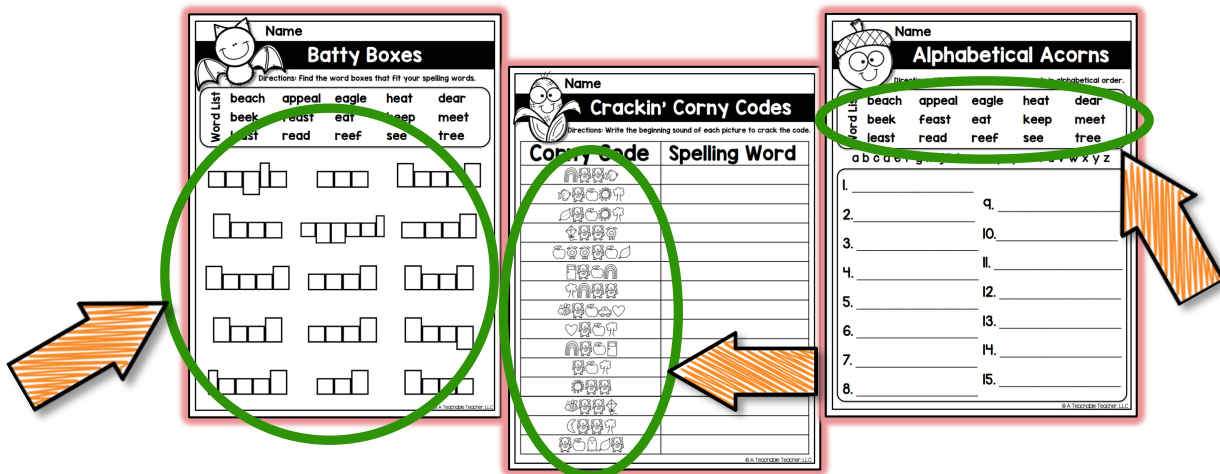 Name
Batty Boxes
Directions: Find the word boxes that fit your spelling words.
Word List
beach appeal eagle heat dear
beek feast eat keep meet
least read reef see tree
© A Teachable Teacher, LLC
Name
Crackin' Corny Codes
Directions: Write the beginning sound of each picture to crack the code.
Corny Code Spelling Word
© A Teachable Teacher, LLC
Name
Alphabetical Acorns
alphabetical order.
Word List
beach appeal eagle heat dear
beek feast eat keep meet
least read reef see tree
a b c d e f v w x y z
1.
2.
3.
4.
5.
6.
7.
8.
9.
10.
11.
12.
13.
14.
15.
© A Teachable Teacher, LLC